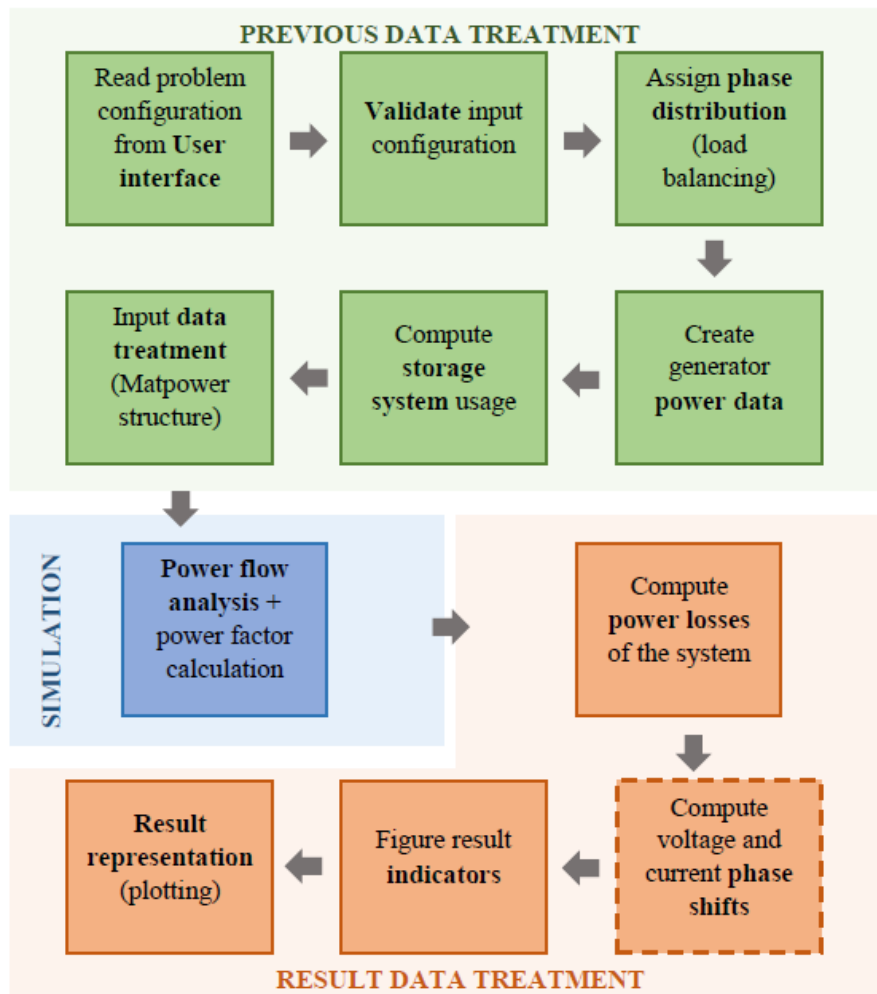 PREVIOUS DATA TREATMENT
Read problem
configuration
from User
interface
Validate input
configuration
Assign phase
distribution
(load
balancing)
Create
generator
power data
Compute
storage
system usage
Input data
treatment
(Matpower
structure)
SIMULATION
Power flow
analysis +
power factor
calculation
Compute
power losses
of the system
Compute
voltage and
current phase
shifts
Figure result
indicators
Result
representation
(plotting)
RESULT DATA TREATMENT